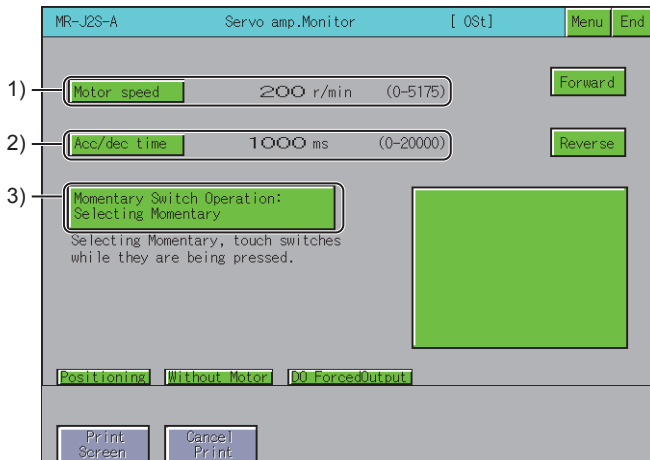 MR-J2S-A Servo amp.Monitor [ 0St] Menu End
1) Motor speed 200 r/min (0-5175) Forward
2) Acc/dec time 1000 ms (0-20000) Reverse
3) Momentary Switch Operation:
Selecting Momentary
Selecting Momentary, touch switches
while they are being pressed.
Positioning Without Motor DO ForcedOutput
Print Cancel
Screen Print